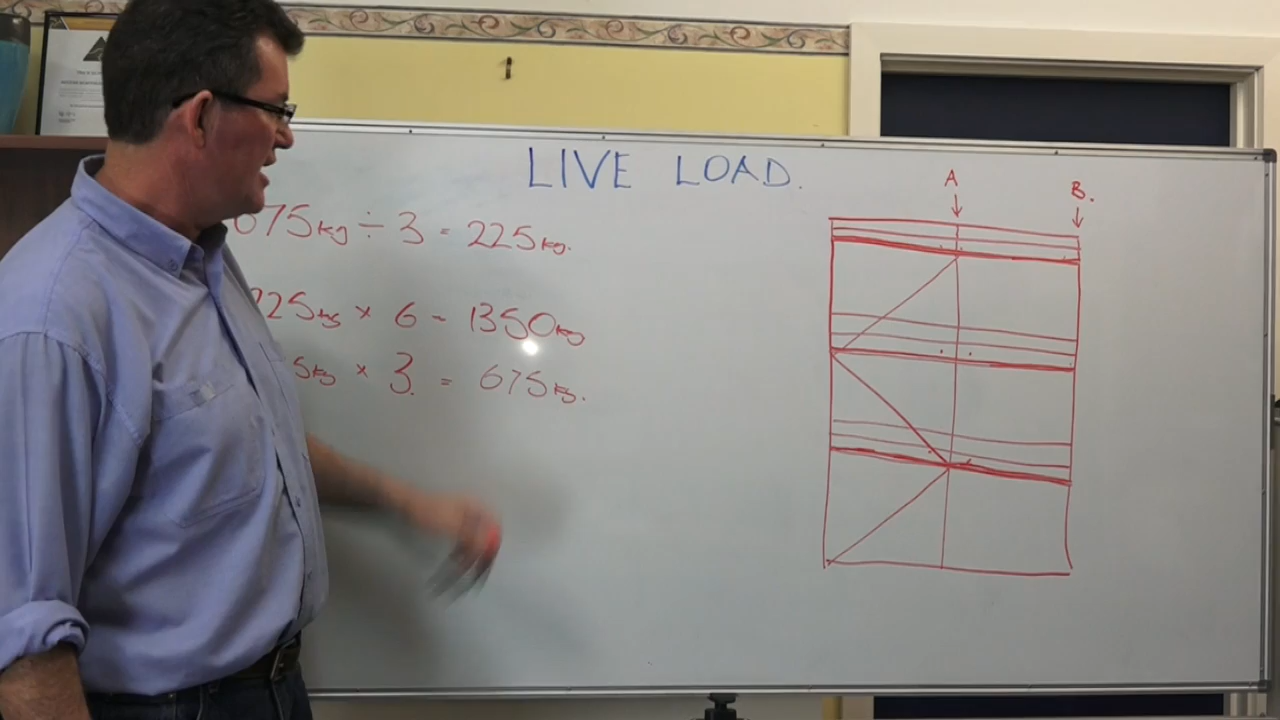 LIVE LOAD.
675kg ÷ 3 = 225kg.
225kg × 6 = 1350kg
5kg × 3. = 675kg.
A
B.